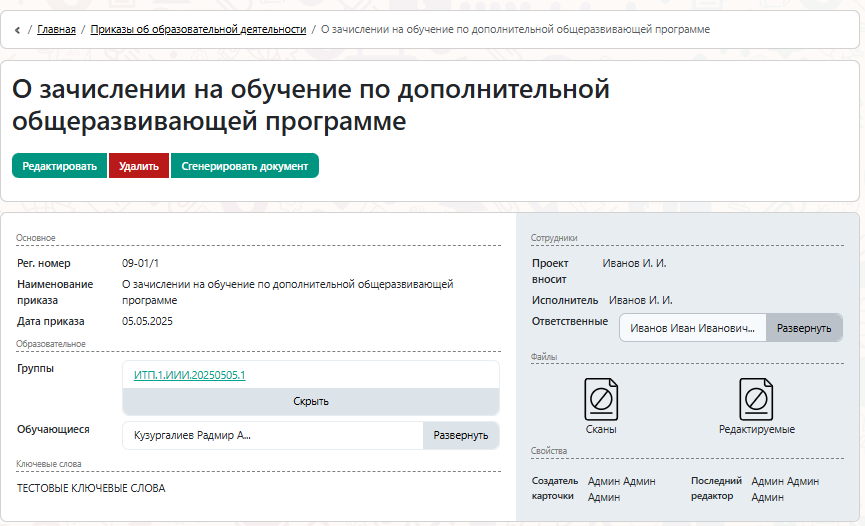 ‹ / Главная / Приказы об образовательной деятельности / О зачислении на обучение по дополнительной общеразвивающей программе
О зачислении на обучение по дополнительной
общеразвивающей программе
Редактировать Удалить Сгенерировать документ
Основное
Рег. номер 09-01/1
Наименование приказа О зачислении на обучение по дополнительной общеразвивающей программе
Дата приказа 05.05.2025
Образовательное
Группы ИТП.1.ИИИ.20250505.1
Скрыть
Обучающиеся Кузургалиев Радмир А... Развернуть
Ключевые слова
ТЕСТОВЫЕ КЛЮЧЕВЫЕ СЛОВА
Сотрудники
Проект вносит Иванов И. И.
Исполнитель Иванов И. И.
Ответственные Иванов Иван Иванович... Развернуть
Файлы
Сканы Редактируемые
Свойства
Создатель карточки Админ Админ Админ
Последний редактор Админ Админ Админ